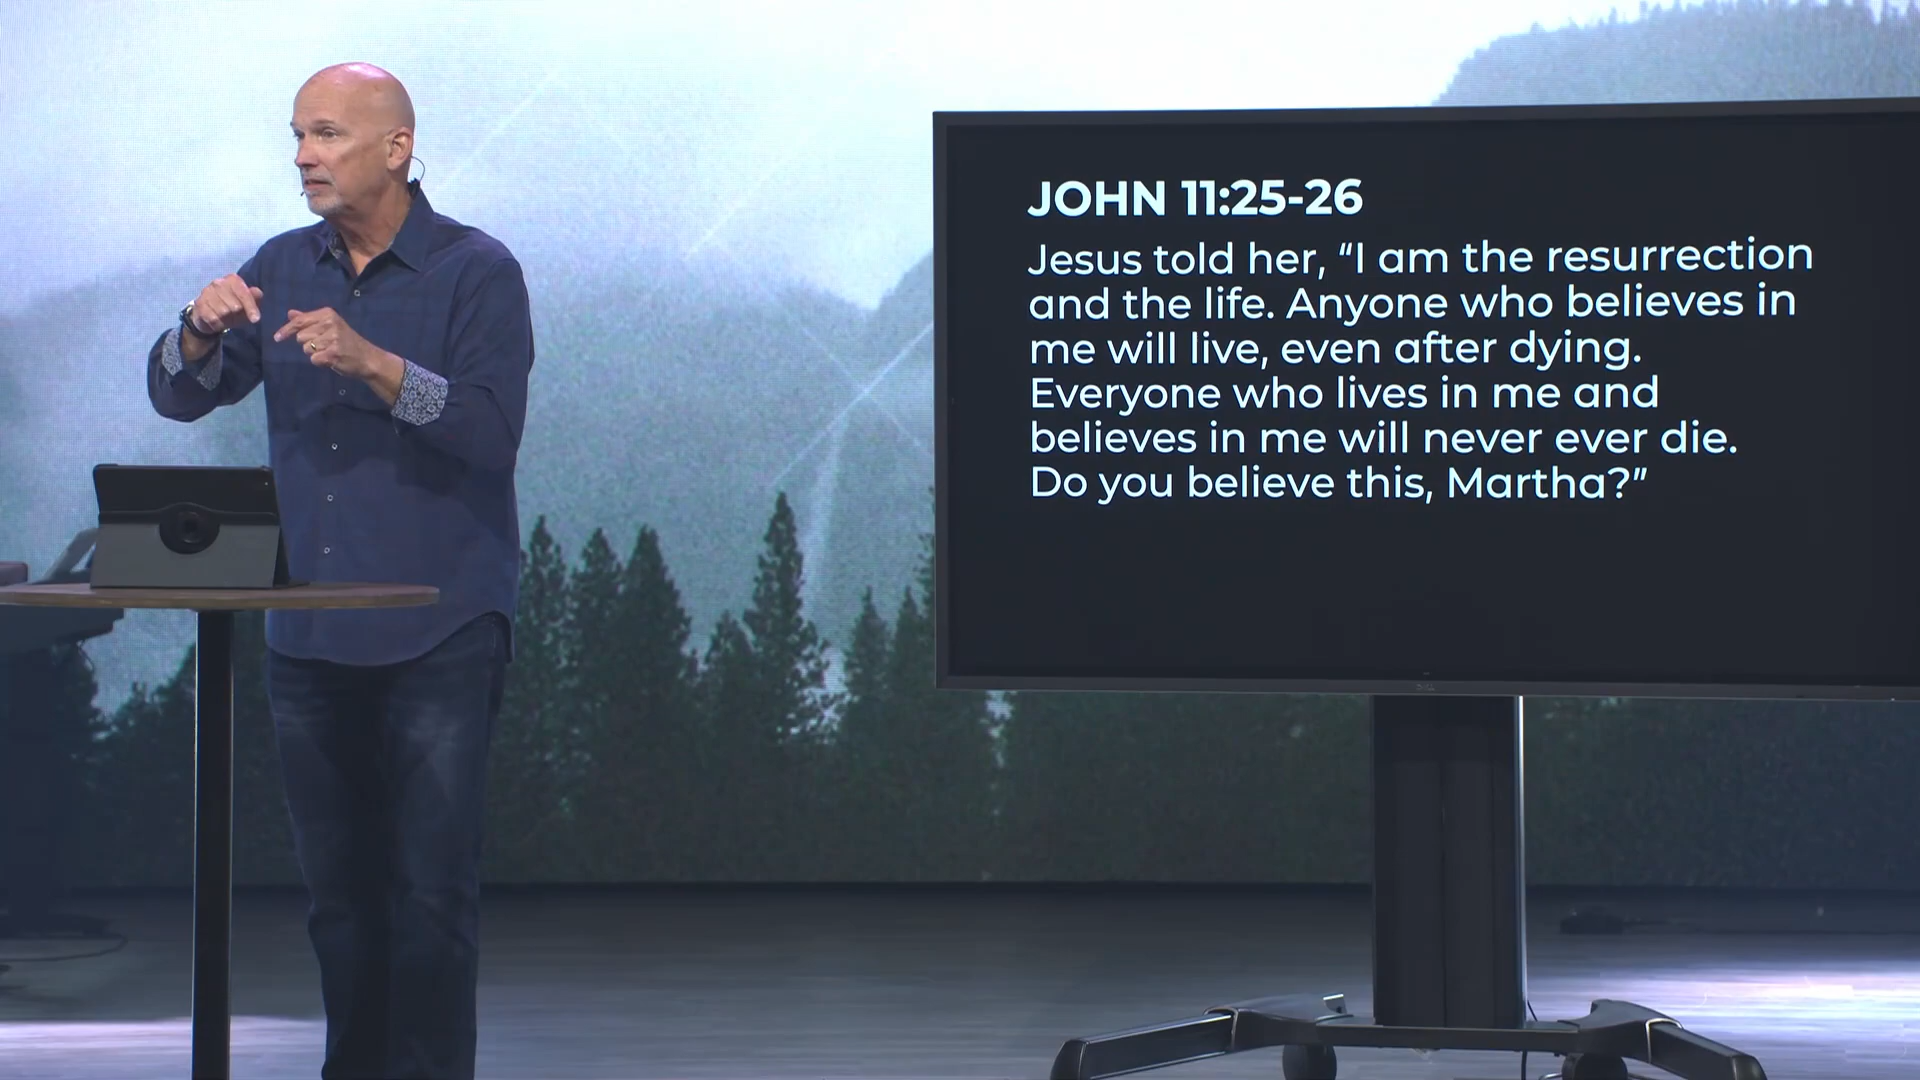 JOHN 11:25-26
Jesus told her, “I am the resurrection
and the life. Anyone who believes in
me will live, even after dying.
Everyone who lives in me and
believes in me will never ever die.
Do you believe this, Martha?”